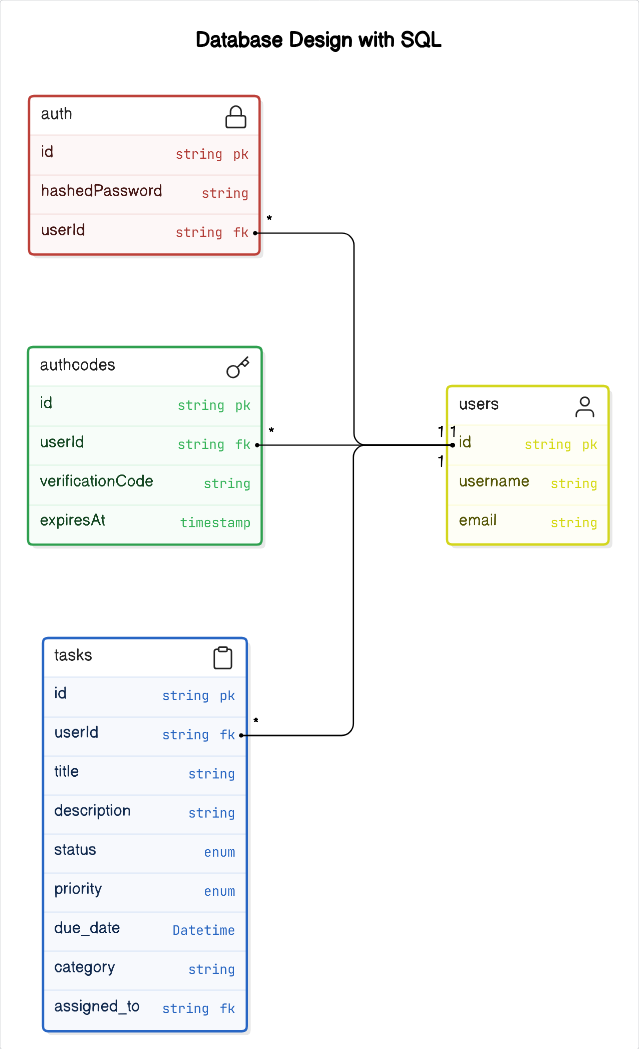 Database Design with SQL
auth
id string pk
hashedPassword string
userId string fk
*
authcodes
id string pk
userId string fk
*
verificationCode string
expiresAt timestamp
users
1 1
id string pk
1
username string
email string
tasks
id string pk
userId string fk
*
title string
description string
status enum
priority enum
due_date Datetime
category string
assigned_to string fk